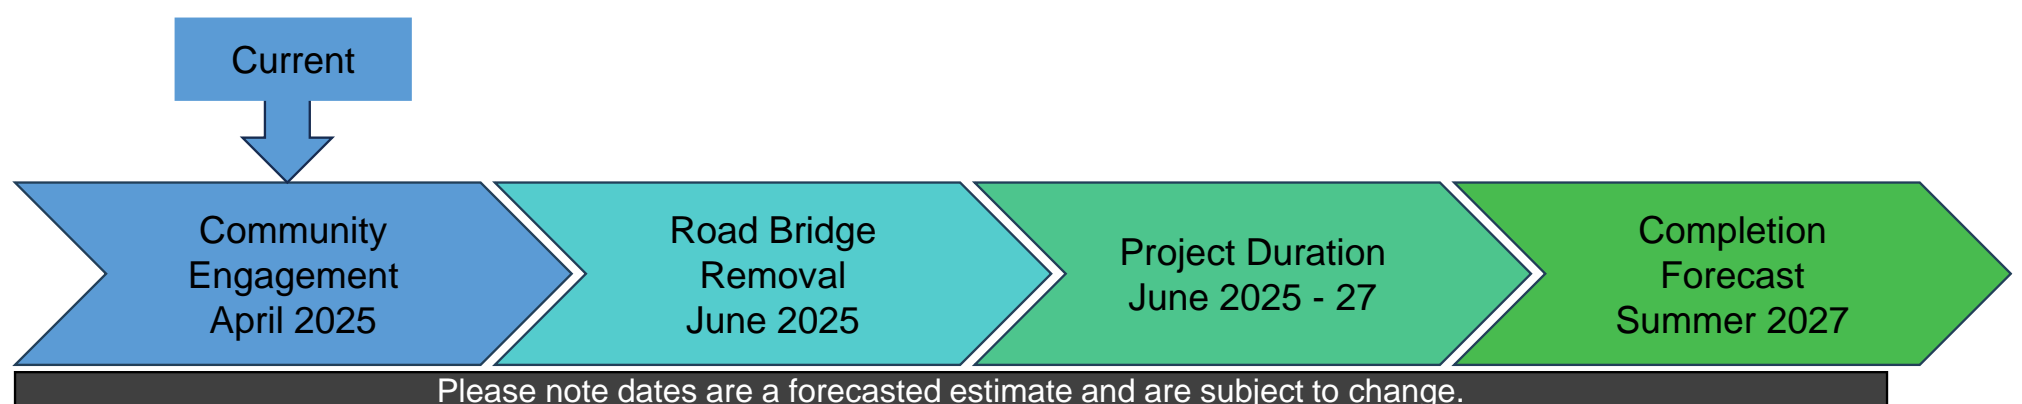 Current
Community
Engagement
April 2025
Road Bridge
Removal
June 2025
Project Duration
June 2025 - 27
Completion
Forecast
Summer 2027
Please note dates are a forecasted estimate and are subject to change.